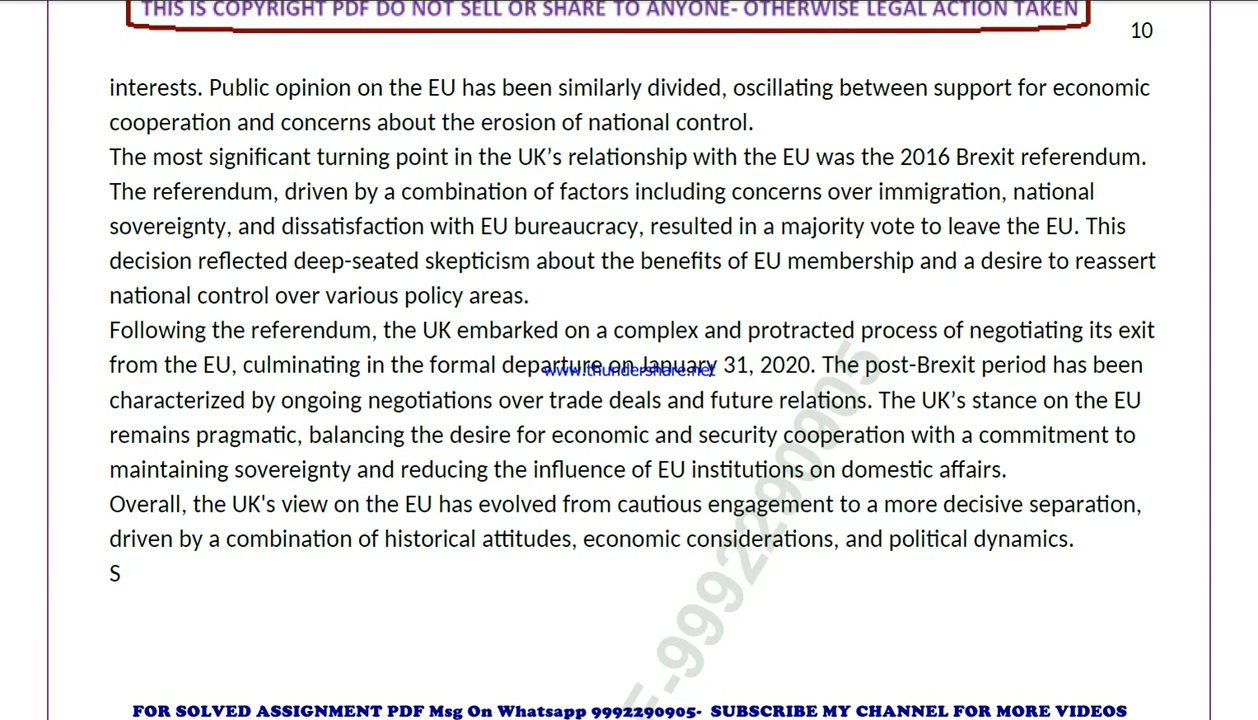 THIS IS COPYRIGHT PDF DO NOT SELL OR SHARE TO ANYONE- OTHERWISE LEGAL ACTION TAKEN
10
interests. Public opinion on the EU has been similarly divided, oscillating between support for economic
cooperation and concerns about the erosion of national control.
The most significant turning point in the UK’s relationship with the EU was the 2016 Brexit referendum.
The referendum, driven by a combination of factors including concerns over immigration, national
sovereignty, and dissatisfaction with EU bureaucracy, resulted in a majority vote to leave the EU. This
decision reflected deep-seated skepticism about the benefits of EU membership and a desire to reassert
national control over various policy areas.
Following the referendum, the UK embarked on a complex and protracted process of negotiating its exit
from the EU, culminating in the formal departure on January 31, 2020. The post-Brexit period has been
www.thundershare.net
characterized by ongoing negotiations over trade deals and future relations. The UK’s stance on the EU
remains pragmatic, balancing the desire for economic and security cooperation with a commitment to
maintaining sovereignty and reducing the influence of EU institutions on domestic affairs.
Overall, the UK's view on the EU has evolved from cautious engagement to a more decisive separation,
driven by a combination of historical attitudes, economic considerations, and political dynamics.
S
E-9992290905
FOR SOLVED ASSIGNMENT PDF Msg On Whatsapp 9992290905- SUBSCRIBE MY CHANNEL FOR MORE VIDEOS